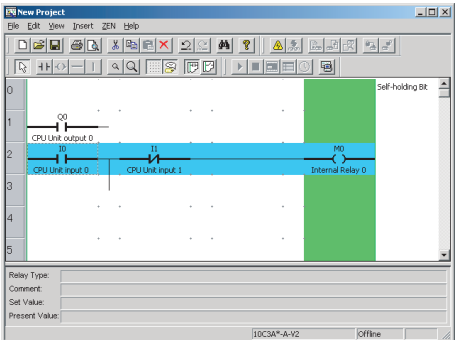 New Project
File Edit View Insert ZEN Help
0
Self-holding Bit
1
Q0
CPU Unit output 0
2
I0 I1 M0
CPU Unit input 0 CPU Unit input 1 Internal Relay 0
3
4
5
Relay Type:
Comment:
Set Value:
Present Value:
10C3A*-A-V2 Offline